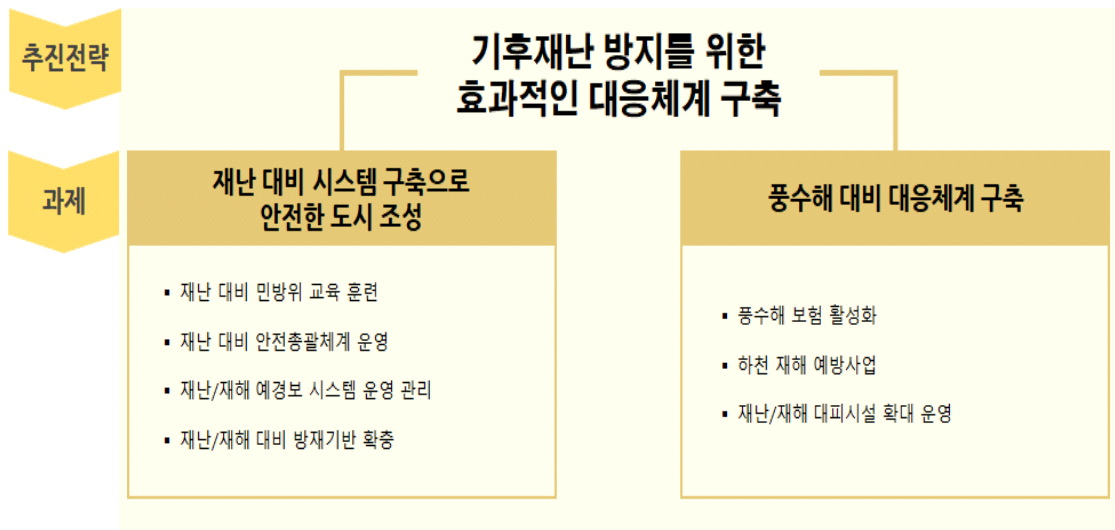 추진전략
기후재난 방지를 위한
효과적인 대응체계 구축
과제
재난 대비 시스템 구축으로
안전한 도시 조성
▪ 재난 대비 민방위 교육 훈련
▪ 재난 대비 안전총괄체계 운영
▪ 재난/재해 예경보 시스템 운영 관리
▪ 재난/재해 대비 방재기반 확충
풍수해 대비 대응체계 구축
▪ 풍수해 보험 활성화
▪ 하천 재해 예방사업
▪ 재난/재해 대피시설 확대 운영